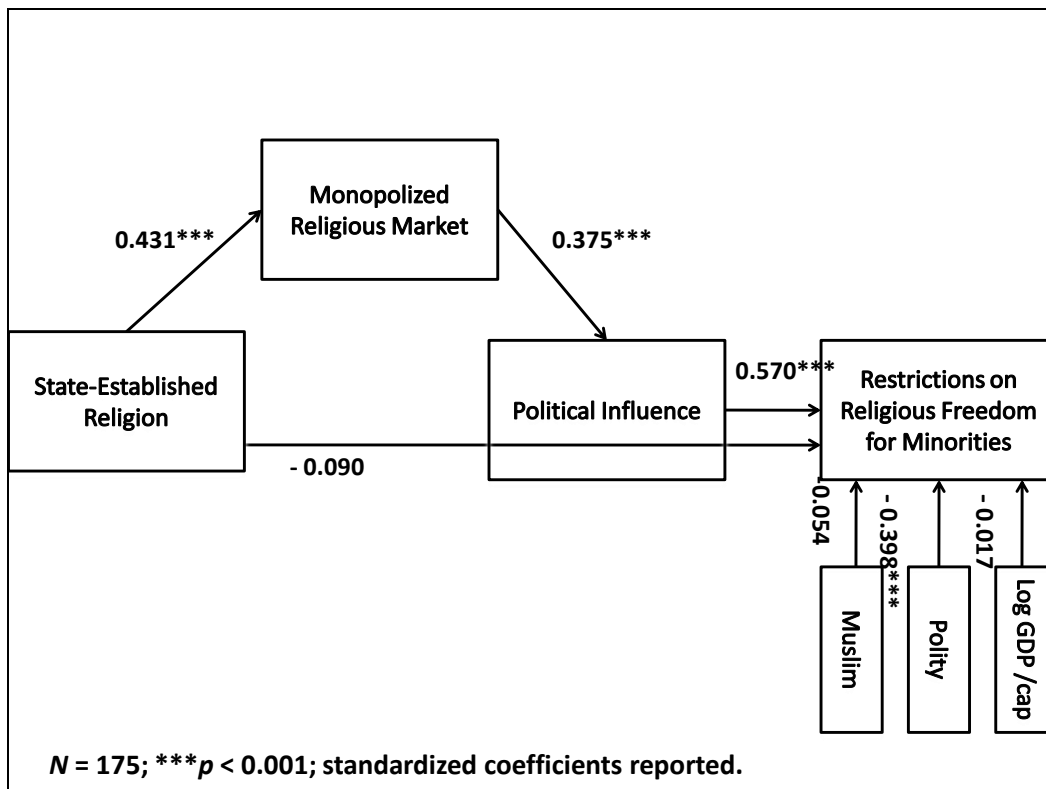 Monopolized
Religious Market
0.431***
0.375***
State-Established
Religion
Political Influence
0.570***
Restrictions on
Religious Freedom
for Minorities
- 0.090
-0.054
- 0.398***
- 0.017
Muslim
Polity
Log GDP /cap
N = 175; ***p < 0.001; standardized coefficients reported.